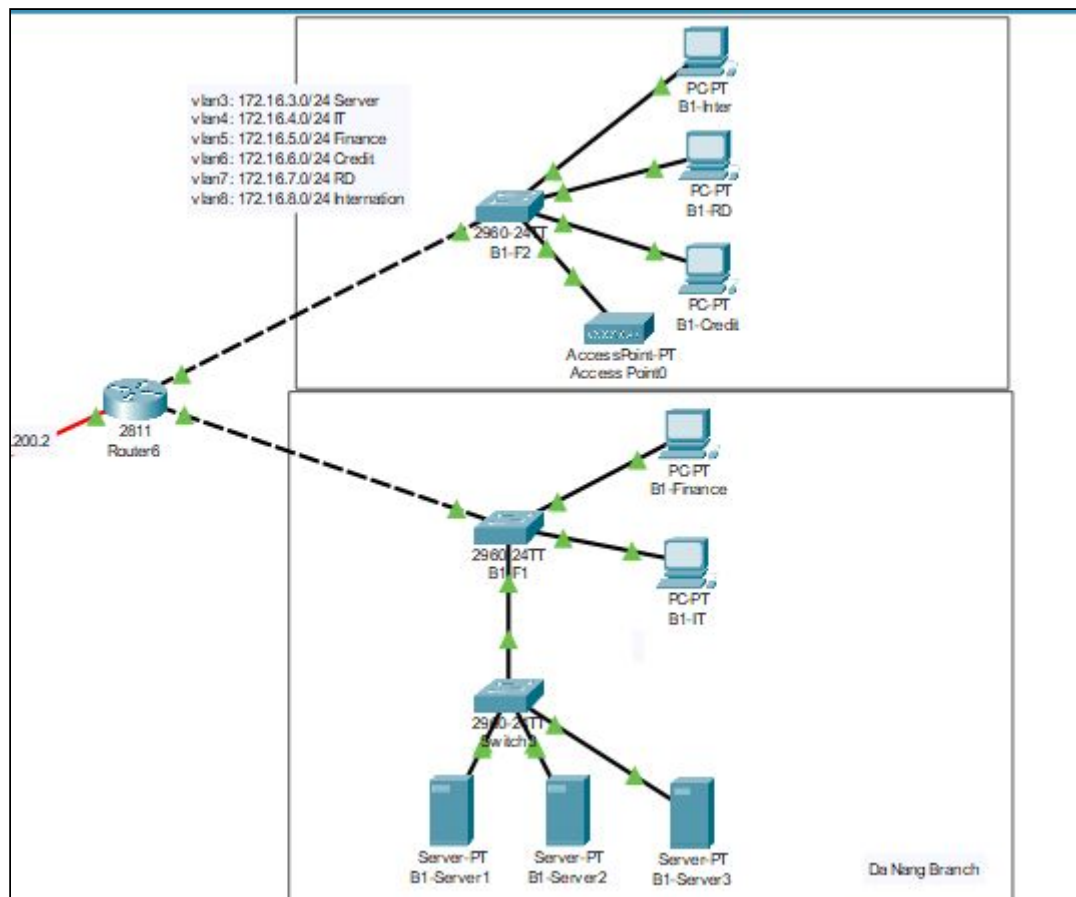 vlan3: 172.16.3.0/24 Server
vlan4: 172.16.4.0/24 IT
vlan5: 172.16.5.0/24 Finance
vlan6: 172.16.6.0/24 Credit
vlan7: 172.16.7.0/24 RD
vlan8: 172.16.8.0/24 Internation
PC-PT
B1-Inter
PC-PT
B1-RD
2960-24TT
B1-F2
PC-PT
B1-Credit
AccessPoint-PT
Access Point0
200.2
2811
Router6
PC-PT
B1-Finance
2960-24TT
B1-F1
PC-PT
B1-IT
2960-24TT
Switch3
Server-PT
B1-Server1
Server-PT
B1-Server2
Server-PT
B1-Server3
Da Nang Branch